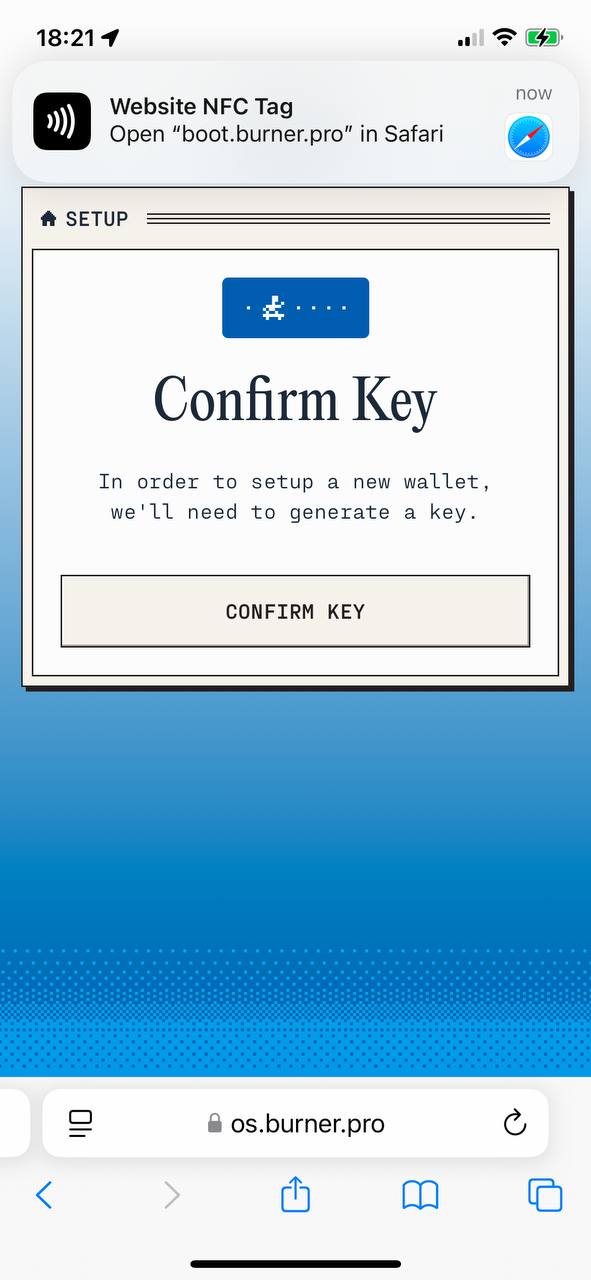 18:21
Website NFC Tag
now
Open “boot.burner.pro” in Safari
SETUP
Confirm Key
In order to setup a new wallet,
we'll need to generate a key.
CONFIRM KEY
os.burner.pro